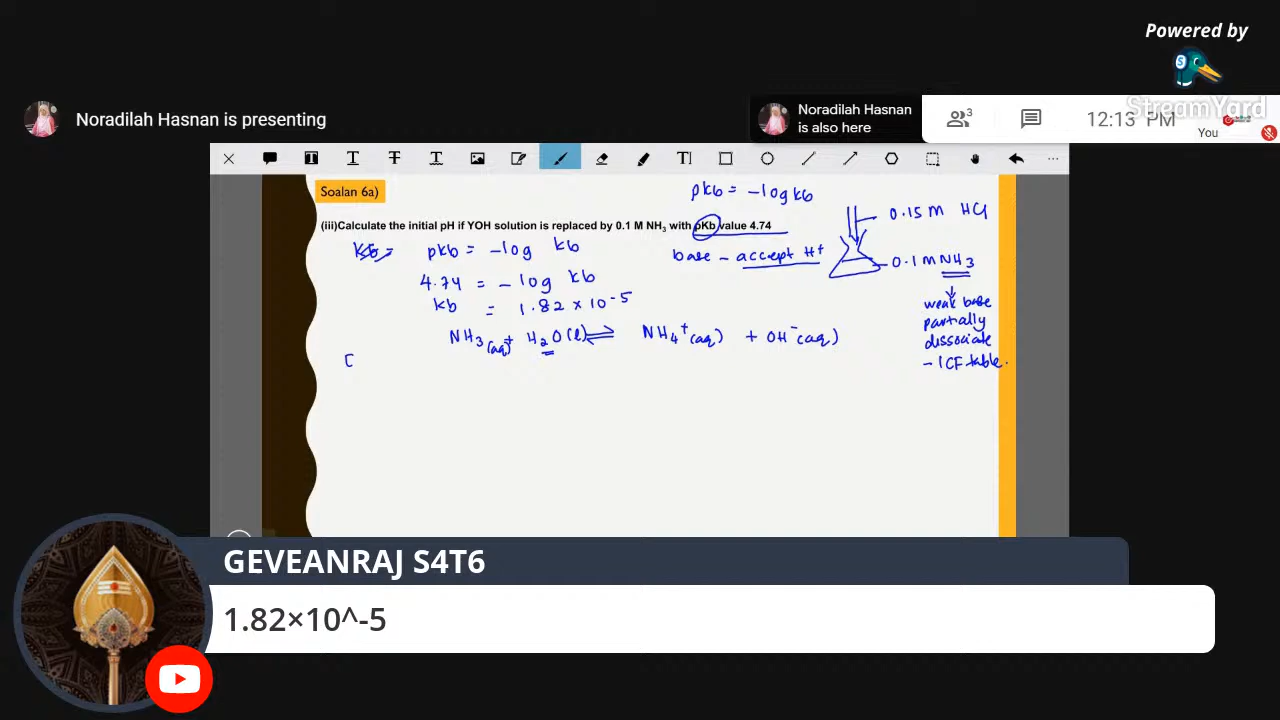 Powered by
StreamYard
Noradilah Hasnan is presenting
Noradilah Hasnan
is also here
3
12:13 PM
You
Soalan 6a)
pkb = -log kb
(iii)Calculate the initial pH if YOH solution is replaced by 0.1 M NH₃ with pKb value 4.74
0.15 M HCl
pkb = -log kb
base - accept H⁺
0.1 M NH₃
4.74 = -log kb
kb = 1.82 × 10⁻⁵
weak base
partially
dissociate
- ICF table.
NH₃ (aq) + H₂O (l) ⇌ NH₄⁺ (aq) + OH⁻ (aq)
[
GEVEANRAJ S4T6
1.82×10^-5